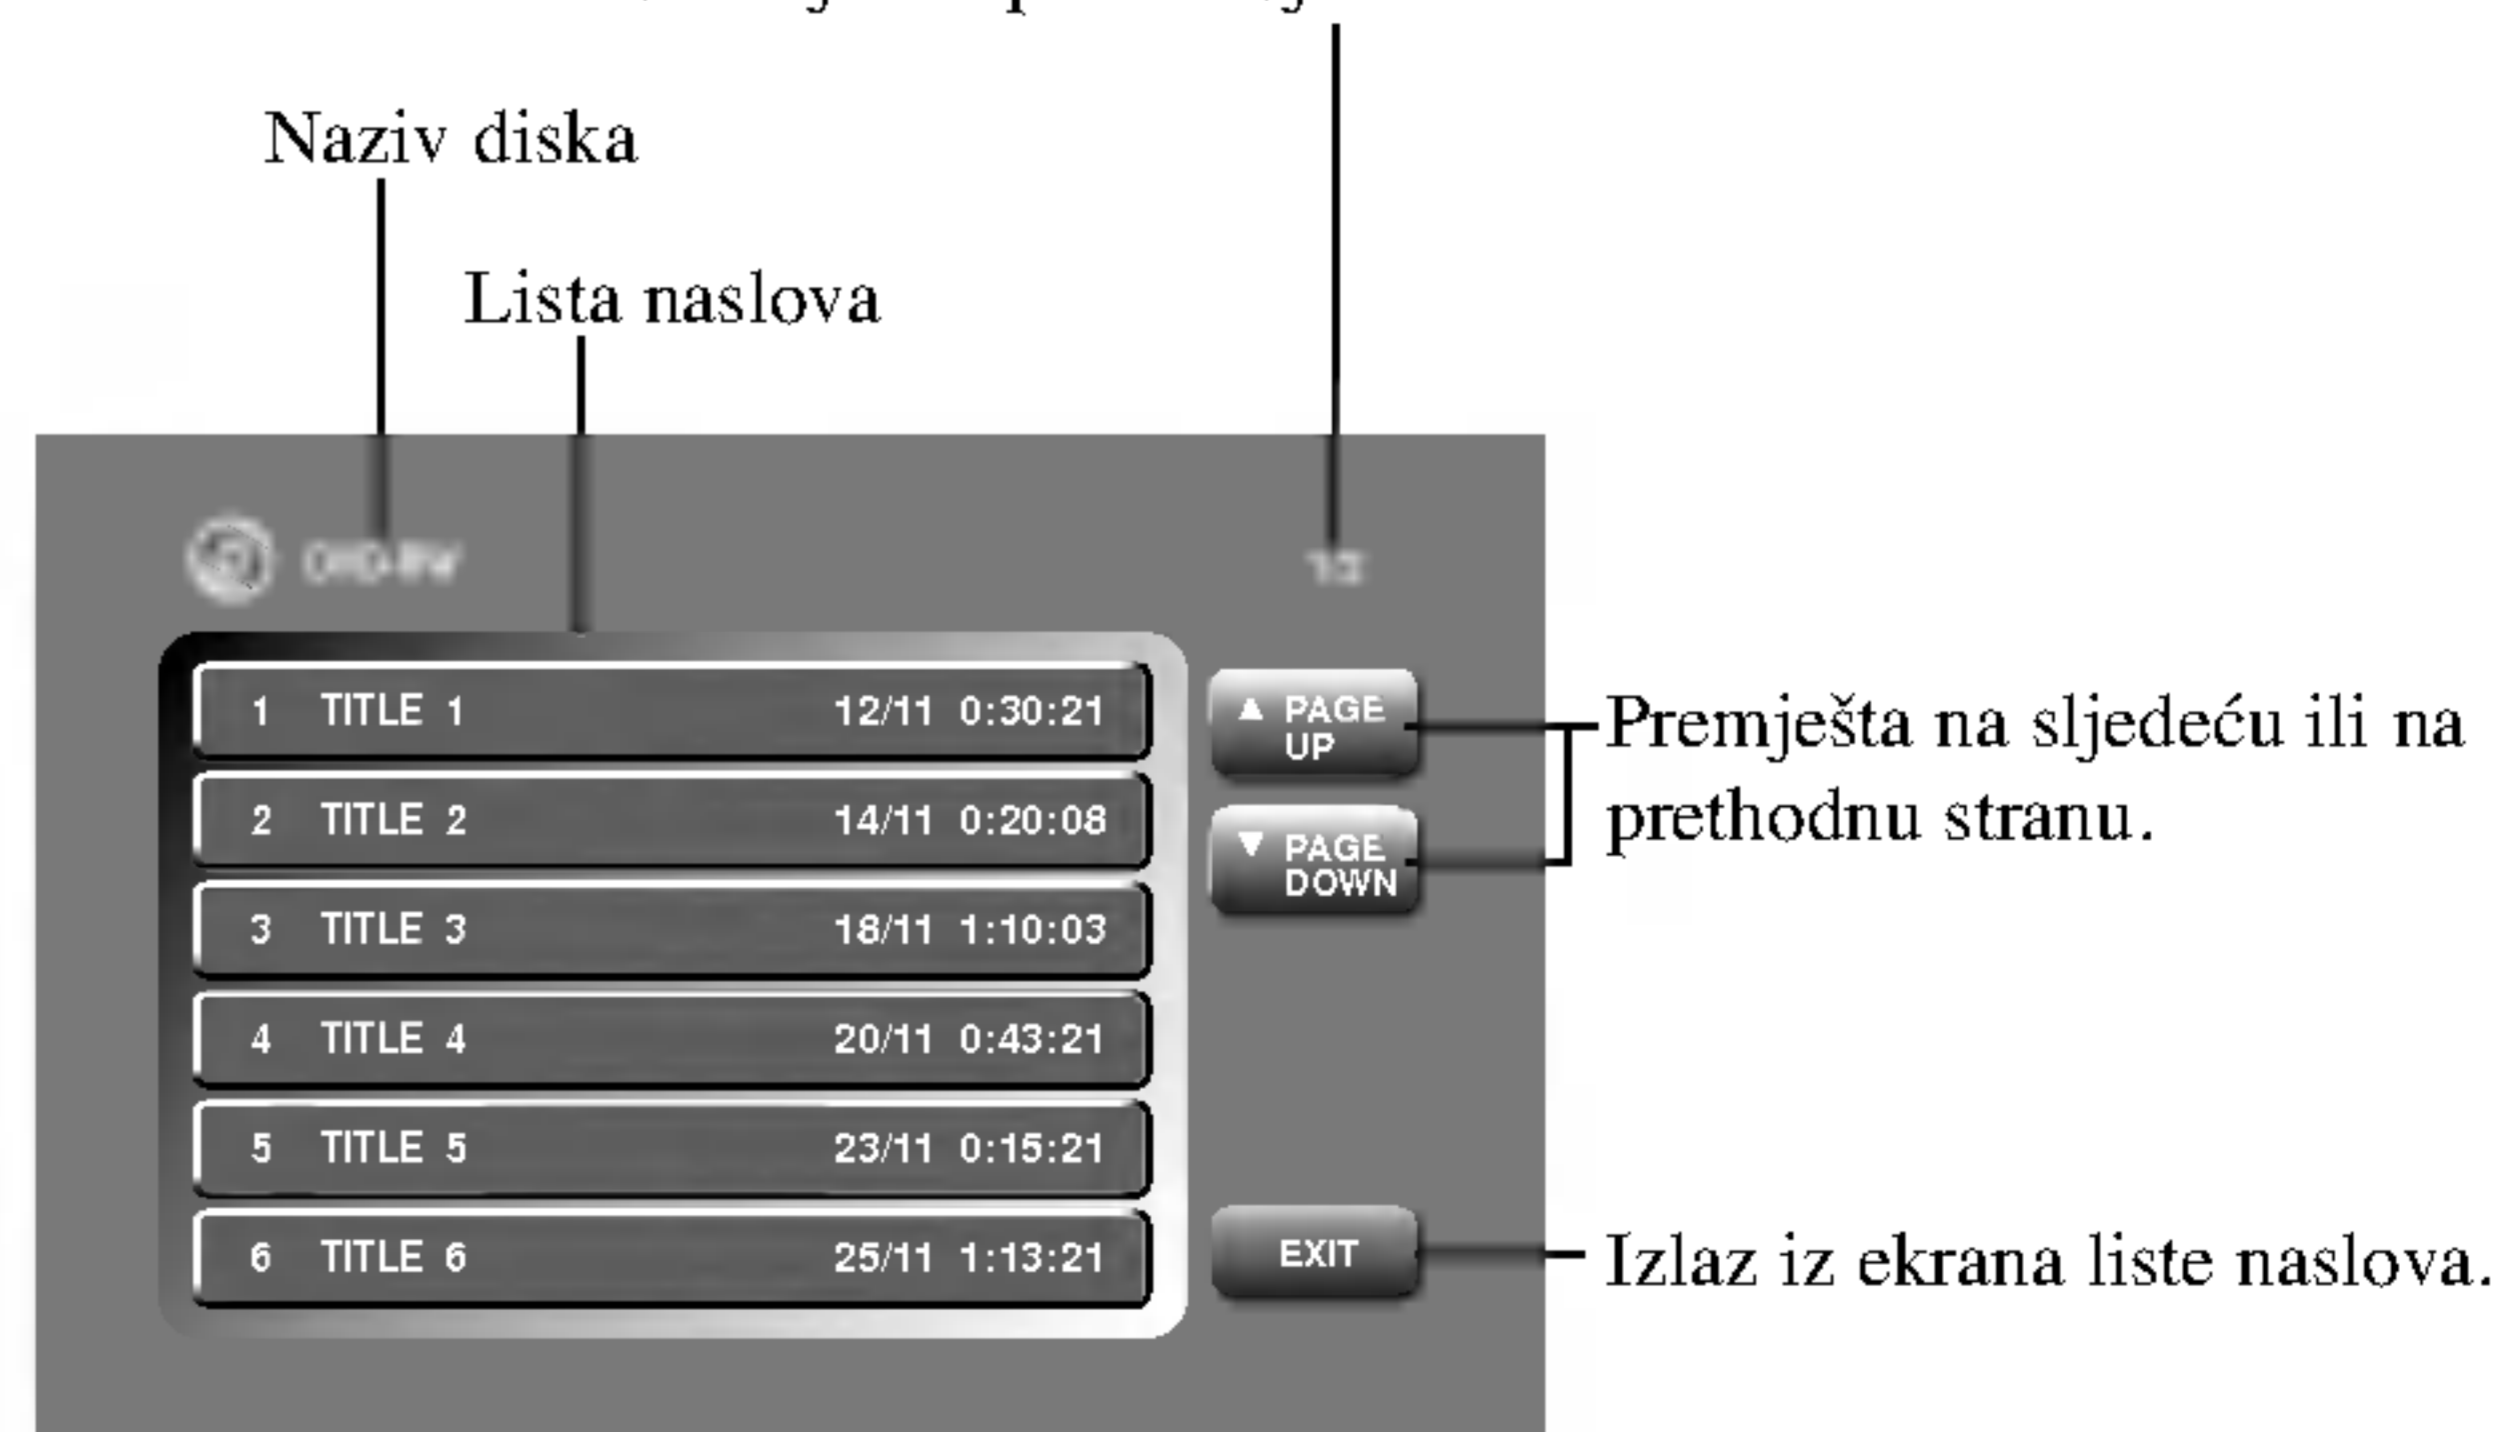 Naziv diska
Lista naslova
1 TITLE 1 12/11 0:30:21
2 TITLE 2 14/11 0:20:08
3 TITLE 3 18/11 1:10:03
4 TITLE 4 20/11 0:43:21
5 TITLE 5 23/11 0:15:21
6 TITLE 6 25/11 1:13:21
▲ PAGE
UP
▼ PAGE
DOWN
EXIT
Premješta na sljedeću ili na
prethodnu stranu.
Izlaz iz ekrana liste naslova.